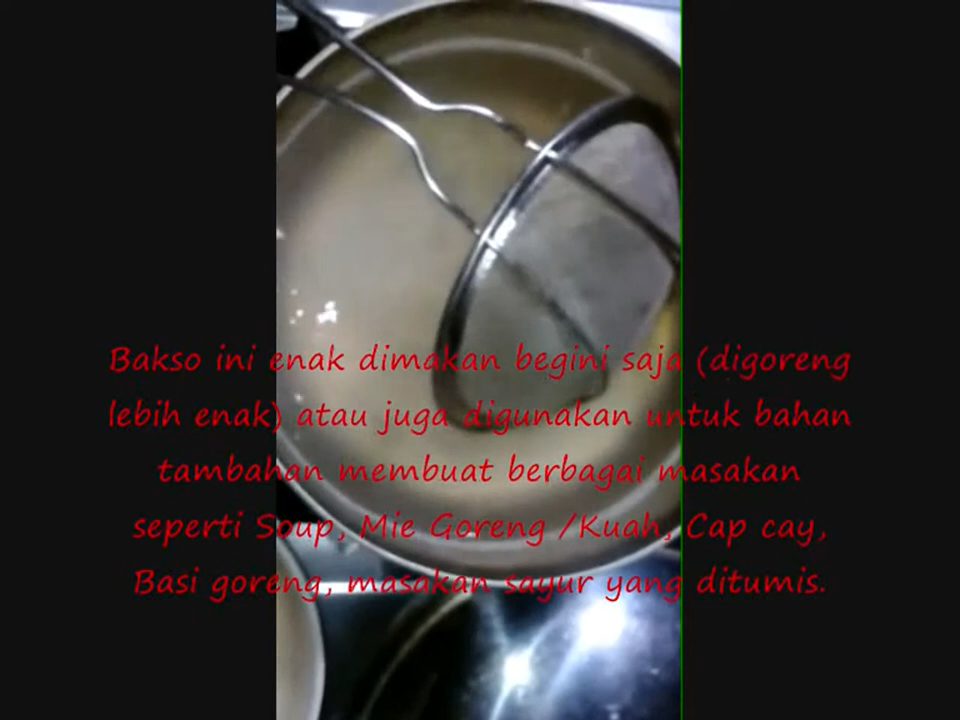 Bakso ini enak dimakan begini saja (digoreng
lebih enak) atau juga digunakan untuk bahan
tambahan membuat berbagai masakan
seperti Soup, Mie Goreng /Kuah, Cap cay,
Basi goreng, masakan sayur yang ditumis.